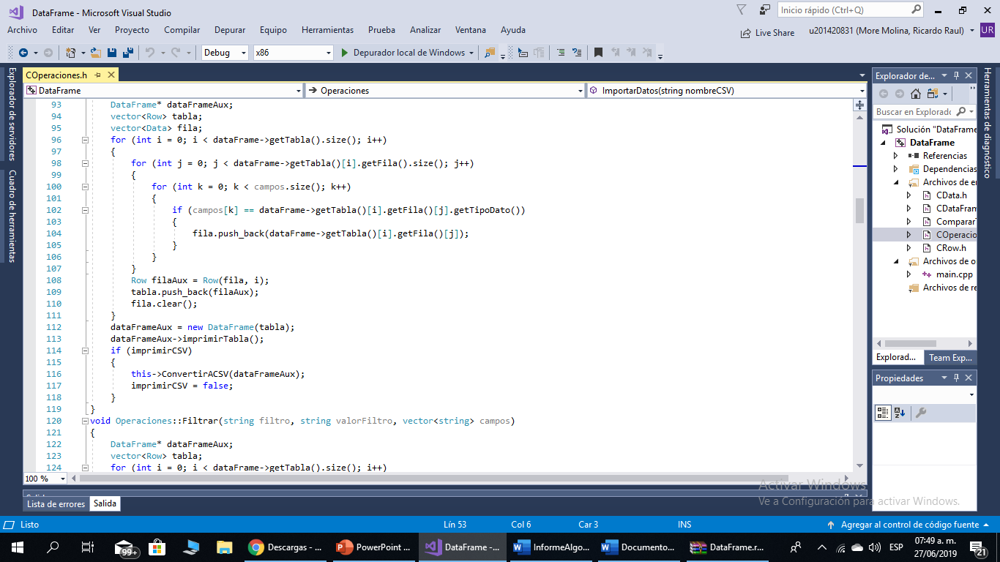 DataFrame - Microsoft Visual Studio
Inicio rápido (Ctrl+Q)
Archivo Editar Ver Proyecto Compilar Depurar Equipo Herramientas Prueba Analizar Ventana Ayuda
Live Share u201420831 (More Molina, Ricardo Raul) UR
Debug x86 Depurador local de Windows
Explorador de servidores
Cuadro de herramientas
COperaciones.h
DataFrame Operaciones ImportarDatos(string nombreCSV)
93 DataFrame* dataFrameAux;
94 vector<Row> tabla;
95 vector<Data> fila;
96 for (int i = 0; i < dataFrame->getTabla().size(); i++)
97 {
98 for (int j = 0; j < dataFrame->getTabla()[i].getFila().size(); j++)
99 {
100 for (int k = 0; k < campos.size(); k++)
101 {
102 if (campos[k] == dataFrame->getTabla()[i].getFila()[j].getTipoDato())
103 {
104 fila.push_back(dataFrame->getTabla()[i].getFila()[j]);
105 }
106 }
107 }
108 Row filaAux = Row(fila, i);
109 tabla.push_back(filaAux);
110 fila.clear();
111 }
112 dataFrameAux = new DataFrame(tabla);
113 dataFrameAux->imprimirTabla();
114 if (imprimirCSV)
115 {
116 this->ConvertirACSV(dataFrameAux);
117 imprimirCSV = false;
118 }
119 }
120 void Operaciones::Filtrar(string filtro, string valorFiltro, vector<string> campos)
121 {
122 DataFrame* dataFrameAux;
123 vector<Row> tabla;
124 for (int i = 0; i < dataFrame->getTabla().size(); i++)
100 %
Explorador de...
Buscar en Explorado
Solución "DataFrame
DataFrame
Referencias
Dependencias
Archivos de e
CData.h
CDataFram
Comparar
COperacio
CRow.h
Archivos de o
main.cpp
Archivos de re
Explorad... Team Exp...
Propiedades
Herramientas de diagnóstico
Activar Windows
Ve a Configuración para activar Windows.
Salida
Lista de errores Salida
Listo Lín 53 Col 6 Car 3 INS Agregar al control de código fuente
99+ Descargas - ... PowerPoint ... DataFrame -... InformeAlgo... Documento... DataFrame.r... ESP 07:49 a. m.
27/06/2019 21